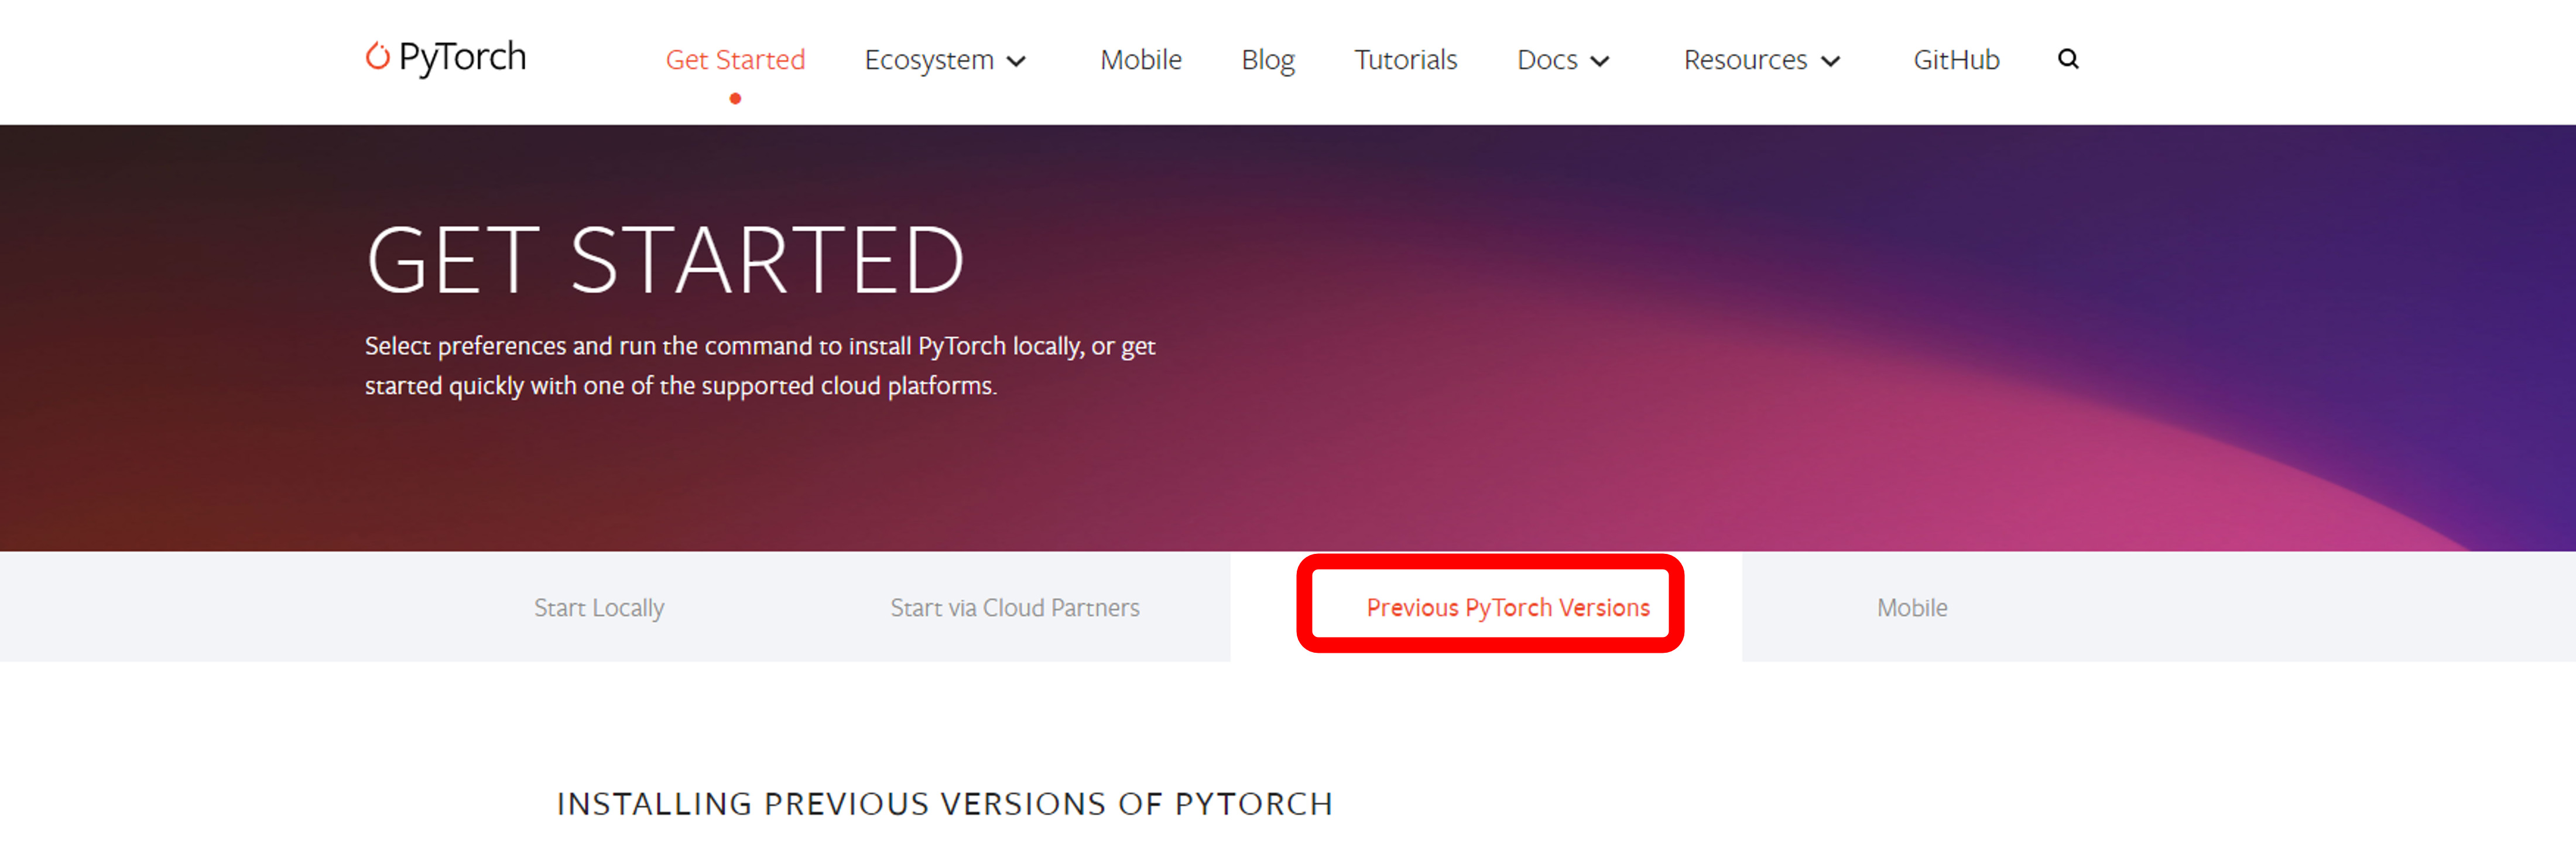 PyTorch Get Started Ecosystem Mobile Blog Tutorials Docs Resources GitHub
GET STARTED
Select preferences and run the command to install PyTorch locally, or get
started quickly with one of the supported cloud platforms.
Start Locally Start via Cloud Partners Previous PyTorch Versions Mobile
INSTALLING PREVIOUS VERSIONS OF PYTORCH